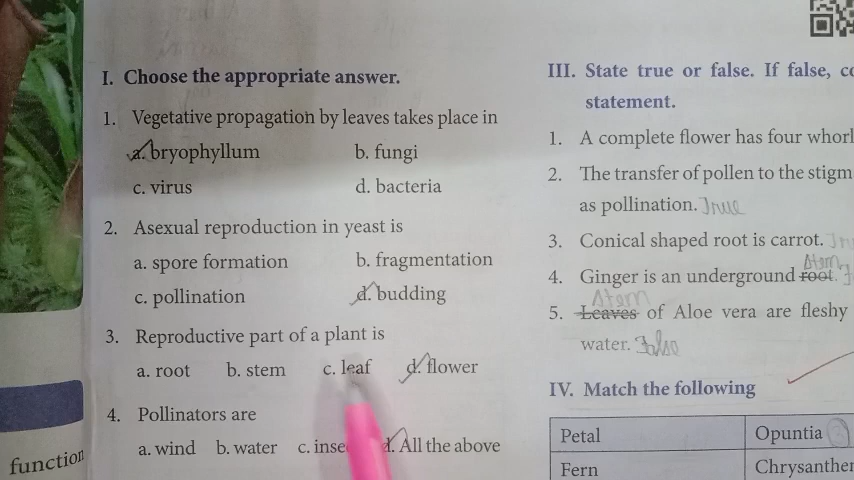 I. Choose the appropriate answer.
1. Vegetative propagation by leaves takes place in
a. bryophyllum b. fungi
c. virus d. bacteria
2. Asexual reproduction in yeast is
a. spore formation b. fragmentation
c. pollination d. budding
3. Reproductive part of a plant is
a. root b. stem c. leaf d. flower
4. Pollinators are
a. wind b. water c. d. All the above
function
III. State true or false. If false,
statement.
1. A complete flower has four
2. The transfer of pollen to the
as pollination. True
3. Conical shaped root is carrot.
Stem
4. Ginger is an underground root.
Stem
5. Leaves of Aloe vera are fleshy
water. False
IV. Match the following
Petal Opuntia
Fern